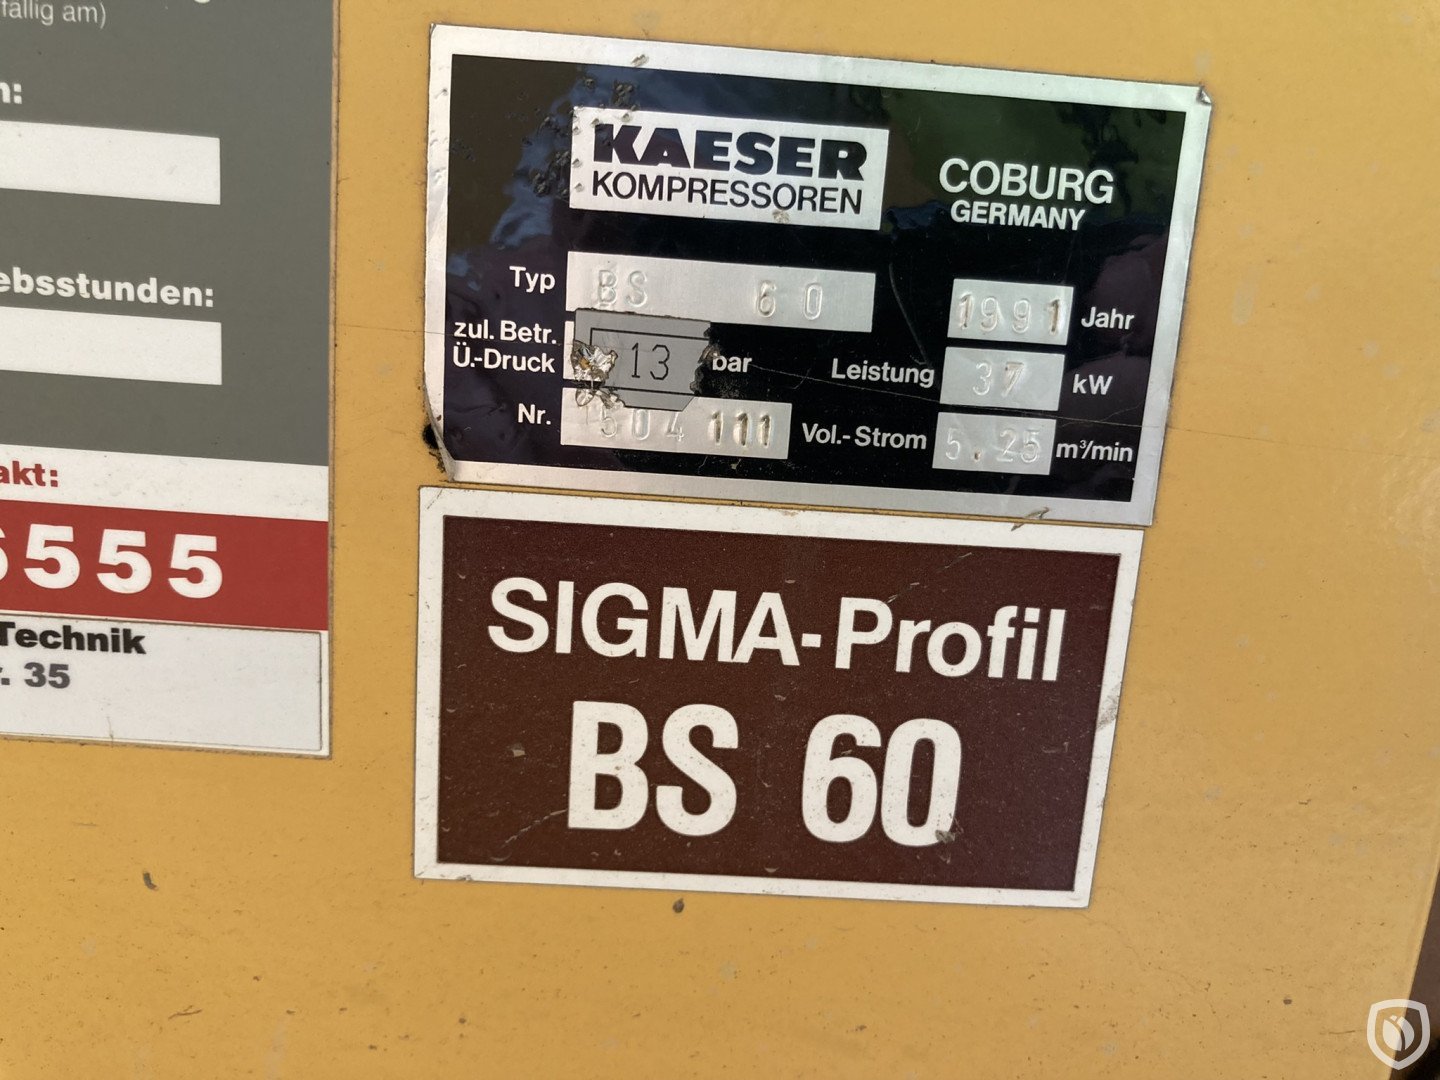 fällig am)
n:
ebsstunden:
akt:
6555
Technik
r. 35
KAESER
KOMPRESSOREN
COBURG
GERMANY
Typ BS 60 1991 Jahr
zul. Betr.
Ü.-Druck 13 bar Leistung 37 kW
Nr. 504 111 Vol.-Strom 5.25 m³/min
SIGMA-Profil
BS 60